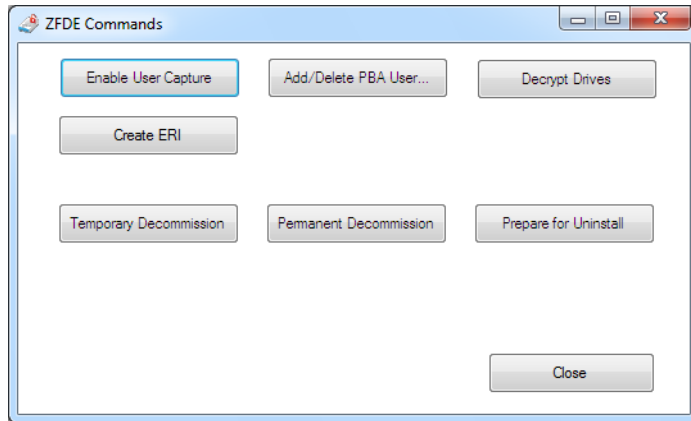 ZFDE Commands
Enable User Capture
Add/Delete PBA User...
Decrypt Drives
Create ERI
Temporary Decommission
Permanent Decommission
Prepare for Uninstall
Close